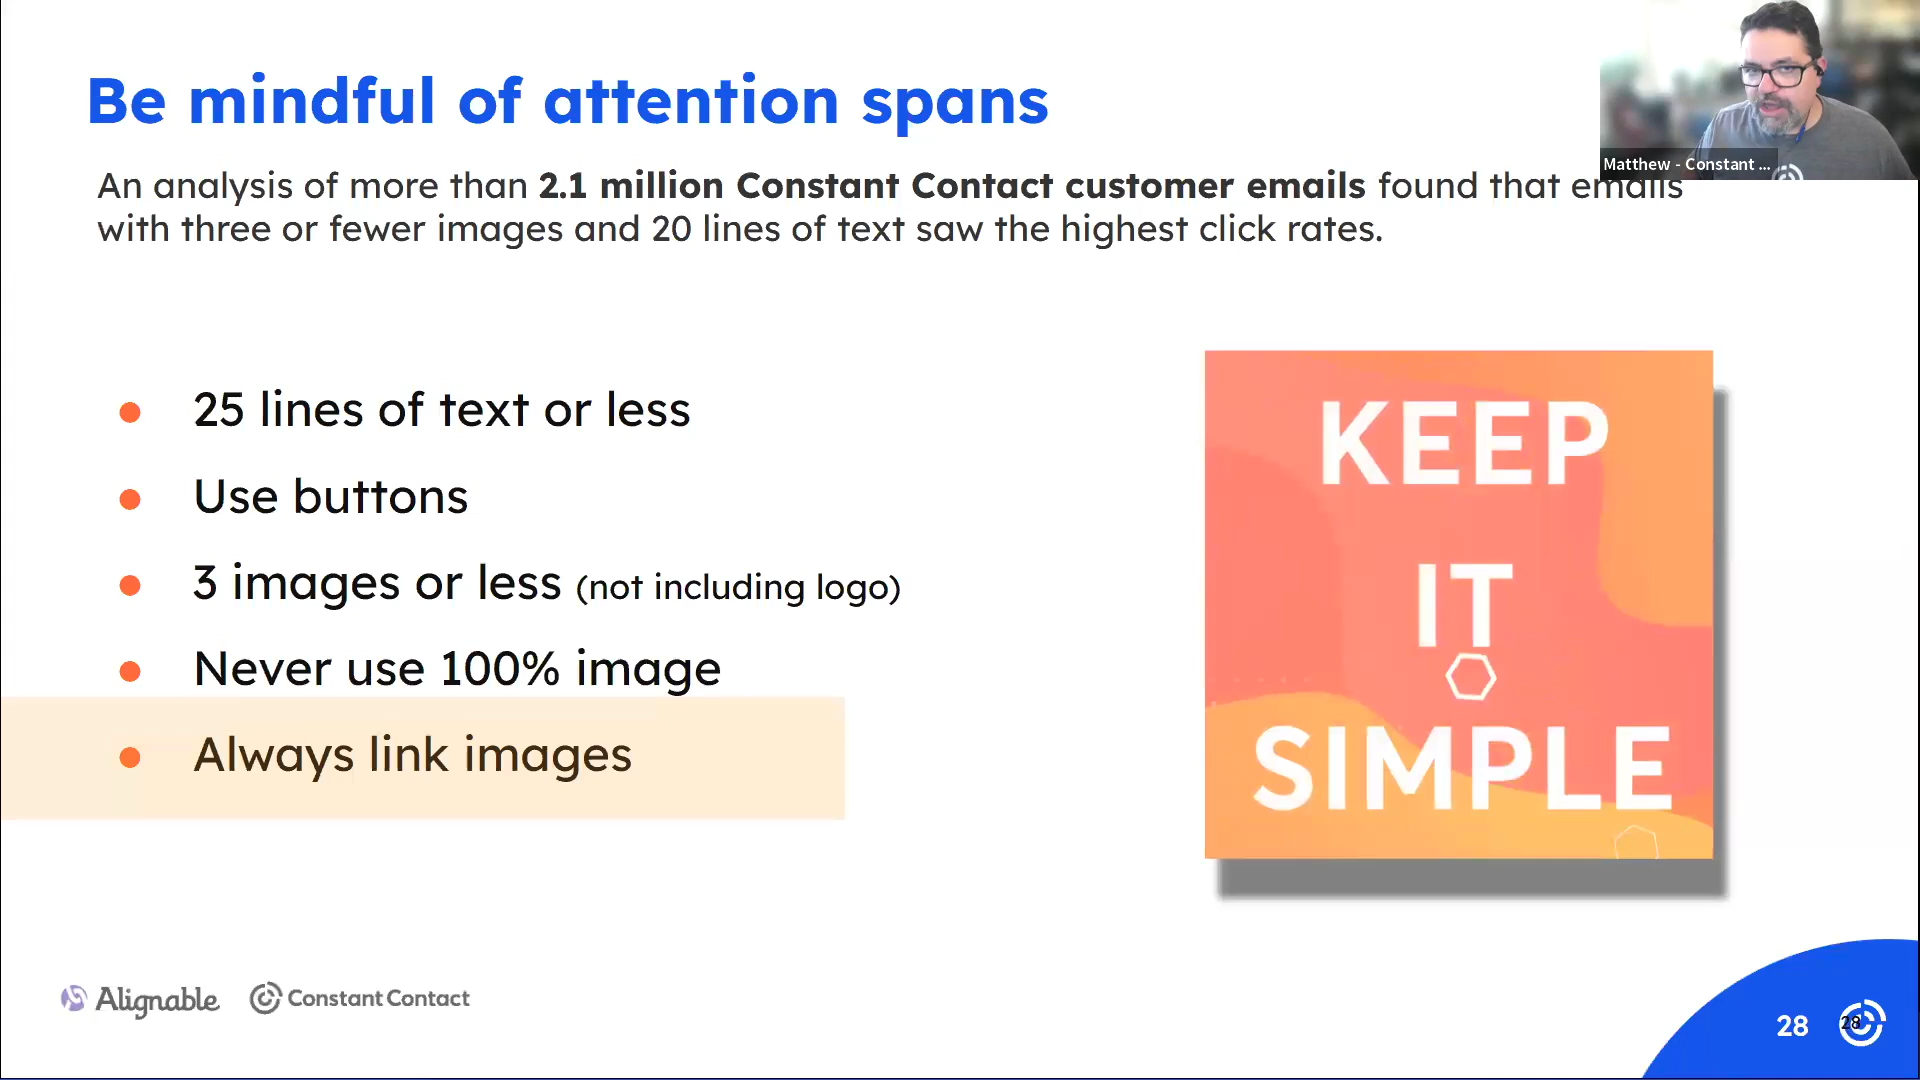 Be mindful of attention spans
Matthew - Constant ...
An analysis of more than 2.1 million Constant Contact customer emails found that emails
with three or fewer images and 20 lines of text saw the highest click rates.
25 lines of text or less
Use buttons
3 images or less (not including logo)
Never use 100% image
Always link images
KEEP
IT
SIMPLE
Alignable
Constant Contact
28
28